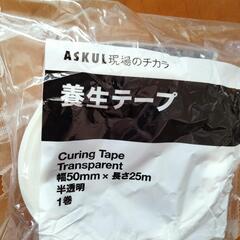 ASKUL現場のチカラ
養生テープ
Curing Tape
Transparent
幅50mm×長さ25m
半透明
1巻